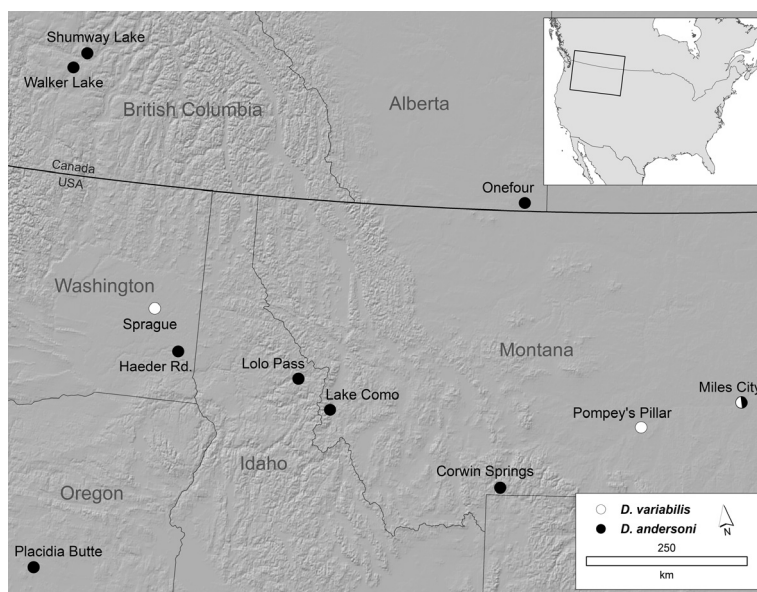 Shumway Lake
Walker Lake
British Columbia
Alberta
Canada
USA
Onefour
Washington
Sprague
Haeder Rd.
Lolo Pass
Lake Como
Montana
Miles City
Pompey's Pillar
Idaho
Corwin Springs
Oregon
Placidia Butte
D. variabilis
D. andersoni
N
250
km